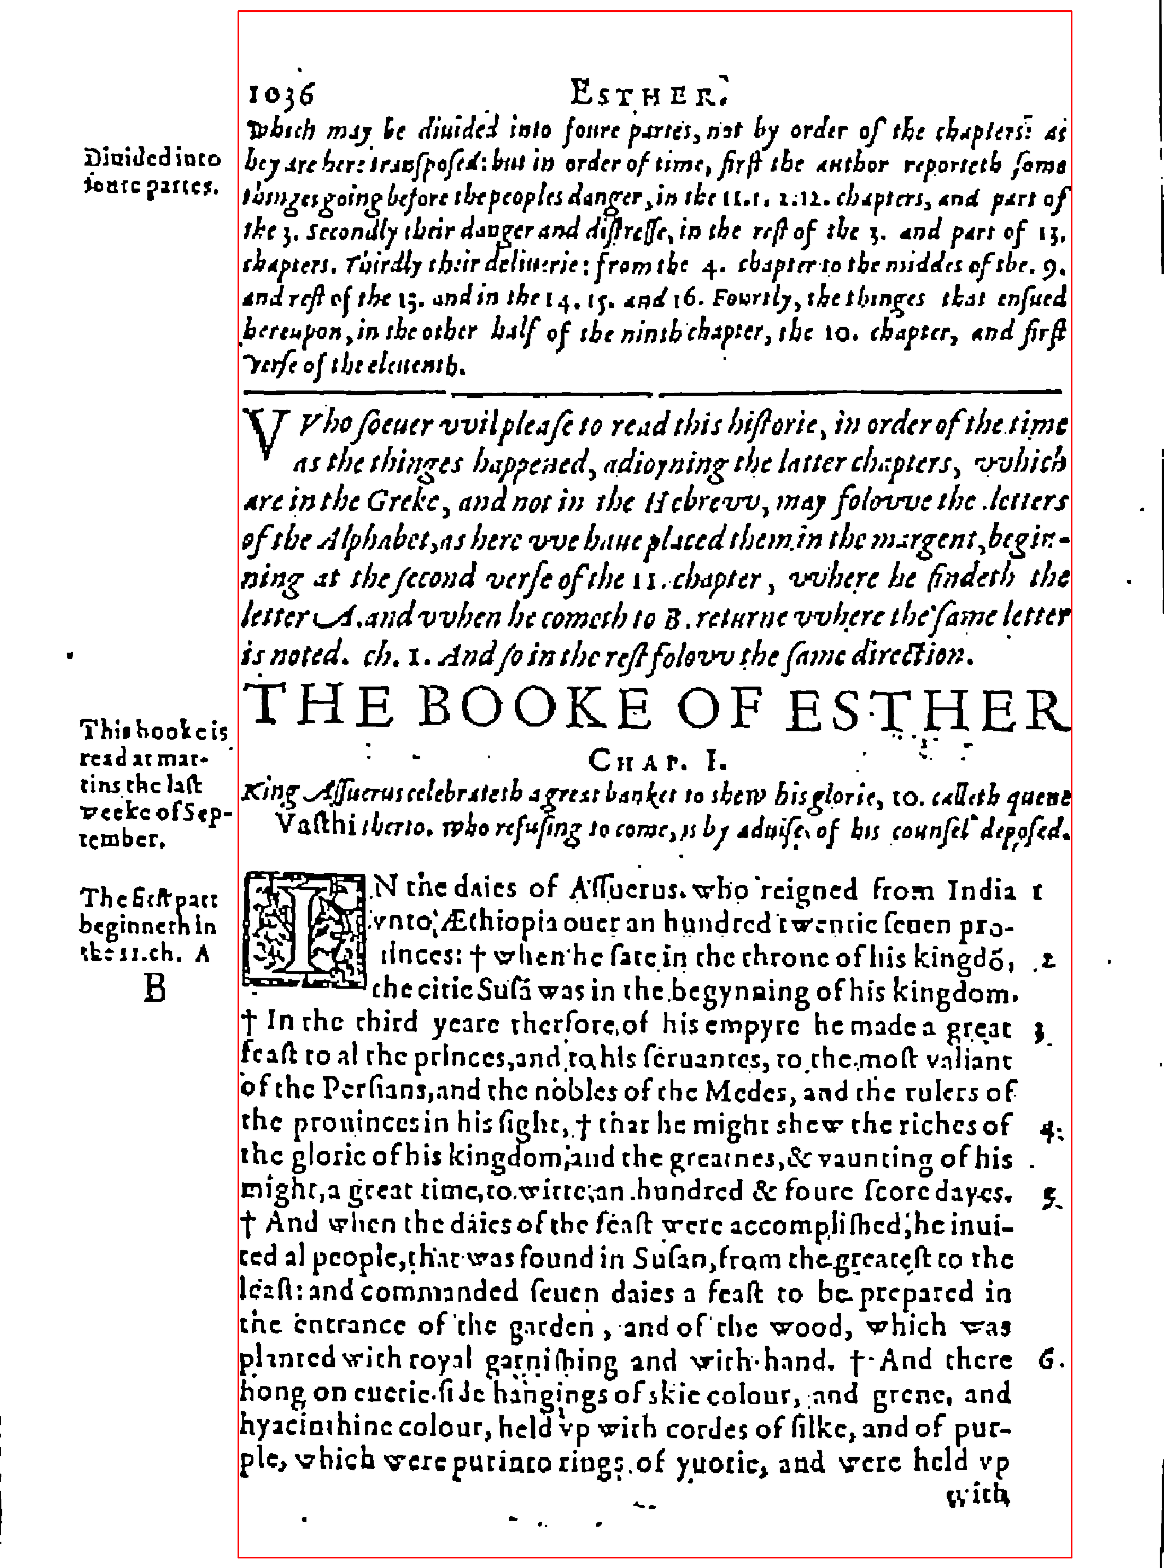 1036 ESTHER.
Which may be diuided into foure partes, not by order of the chapters: as
Diuided into
foure partes.
hey are here transposed: but in order of time, first the author reporteth some
thinges going before the peoples danger, in the 11. r. 2. 12. chapters, and part of
the 3. Secondly their danger and distresse, in the rest of the 3. and part of 13.
chapters. Thirdly their deliuerie: from the 4. chapter to the middes of the. 9.
and rest of the 13. and in the 14. 15. and 16. Fourtly, the thinges that ensued
hereupon, in the other half of the ninth chapter, the 10. chapter, and first
verse of the eleuenth.
VVho soeuer vvil please to read this historie, in order of the time
as the thinges happened, adioyning the latter chapters, vvhich
are in the Greke, and not in the Hebrevv, may folovve the letters
of the Alphabet, as here vve haue placed them in the margent, begin-
ning at the second verse of the 11. chapter, vvhere he findeth the
letter A. and vvhen he cometh to B. returne vvhere the same letter
is noted. ch. 1. And so in the rest folovv the same direction.
THE BOOKE OF ESTHER
This booke is
read at mar-
tins the last
weeke of Sep-
tember.
CHAP. I.
King Assuerus celebrateth a great banket to shew his glorie, 10. calleth quene
Vasthi therto. who refusing to come, is by aduise of his counsel deposed.
The first part
beginneth in
the 11. ch. A
B
IN the daies of Assuerus. who reigned from India 1
vnto Æthiopia ouer an hundred twentie seuen pro-
uinces: † when he sate in the throne of his kingdō, 2
the citie Susā was in the begynning of his kingdom.
† In the third yeare therfore of his empyre he made a great 3
feast to al the princes, and to his seruantes, to the most valiant
of the Persians, and the nobles of the Medes, and the rulers of
the prouinces in his sight, † that he might shew the riches of 4
the glorie of his kingdom, and the greatnes, & vaunting of his
might, a great time, to witte, an hundred & foure score dayes. 5
† And when the daies of the feast were accomplished, he inui-
ted al people, that was found in Susan, from the greatest to the
least: and commanded seuen daies a feast to be prepared in
the entrance of the garden, and of the wood, which was
planted with royal garnishing and with hand. † And there 6.
hong on euerie side hangings of skie colour, and grene, and
hyacinthine colour, held vp with cordes of silke, and of pur-
ple, which were put into rings of yuorie, and were held vp
with